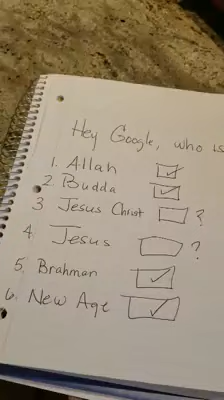 Hey Google, who is
1. Allah
2. Budda
3 Jesus Christ ?
4. Jesus ?
5. Brahman
6. New Age